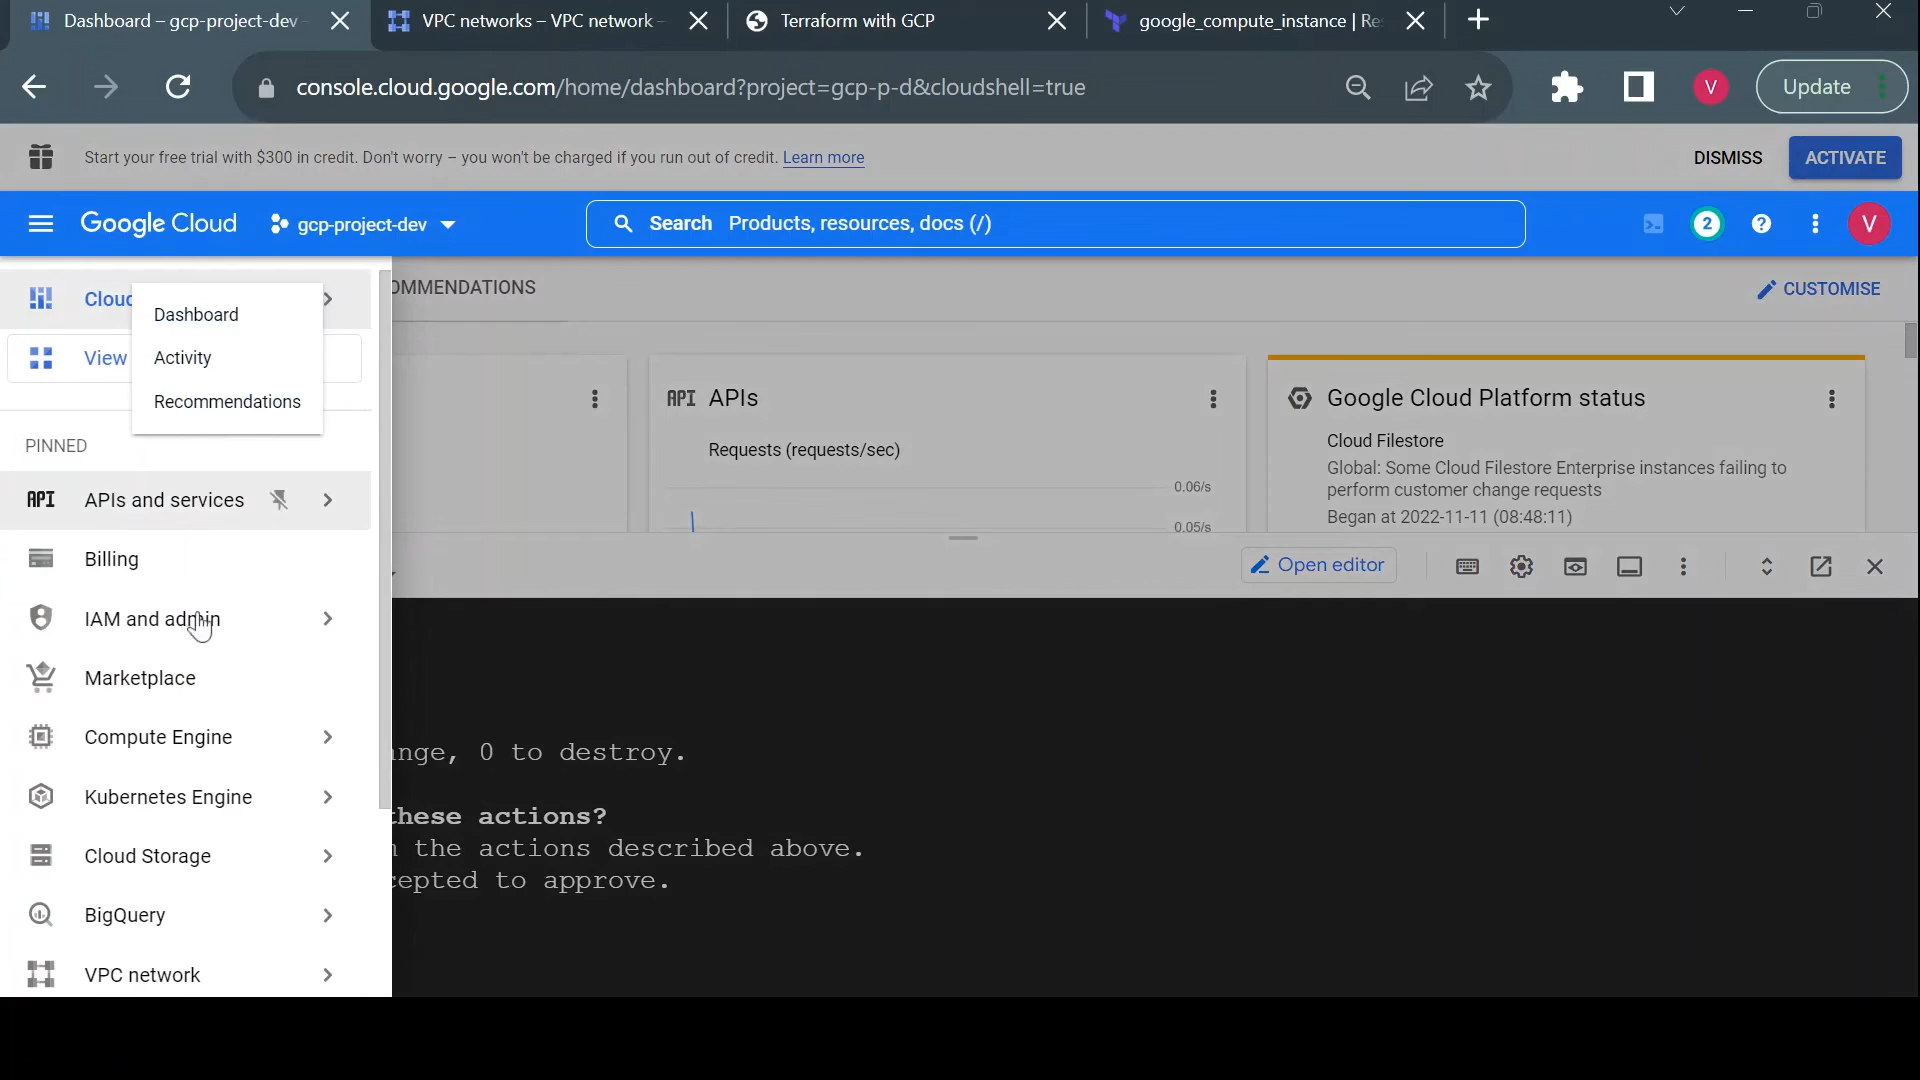 Dashboard – gcp-project-dev
VPC networks – VPC network –
Terraform with GCP
google_compute_instance | Re
console.cloud.google.com/home/dashboard?project=gcp-p-d&cloudshell=true
V
Update
Start your free trial with $300 in credit. Don't worry – you won't be charged if you run out of credit. Learn more
DISMISS
ACTIVATE
Google Cloud
gcp-project-dev
Search Products, resources, docs (/)
2
V
Cloud
Dashboard
Activity
Recommendations
View
OMMENDATIONS
CUSTOMISE
PINNED
API APIs and services
Billing
IAM and admin
Marketplace
Compute Engine
Kubernetes Engine
Cloud Storage
BigQuery
VPC network
API APIs
Requests (requests/sec)
0.06/s
0.05/s
Google Cloud Platform status
Cloud Filestore
Global: Some Cloud Filestore Enterprise instances failing to
perform customer change requests
Began at 2022-11-11 (08:48:11)
Open editor
nge, 0 to destroy.
these actions?
the actions described above.
cepted to approve.